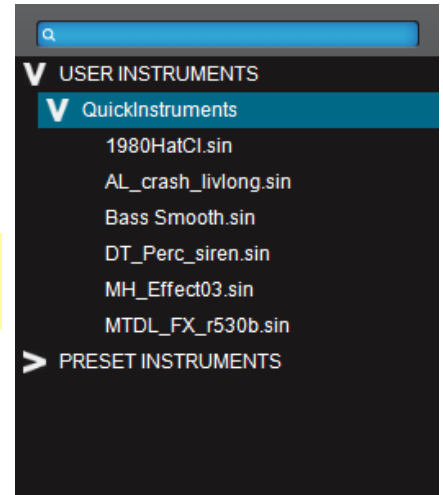 USER INSTRUMENTS
QuickInstruments
1980HatCl.sin
AL_crash_livlong.sin
Bass Smooth.sin
DT_Perc_siren.sin
MH_Effect03.sin
MTDL_FX_r530b.sin
PRESET INSTRUMENTS